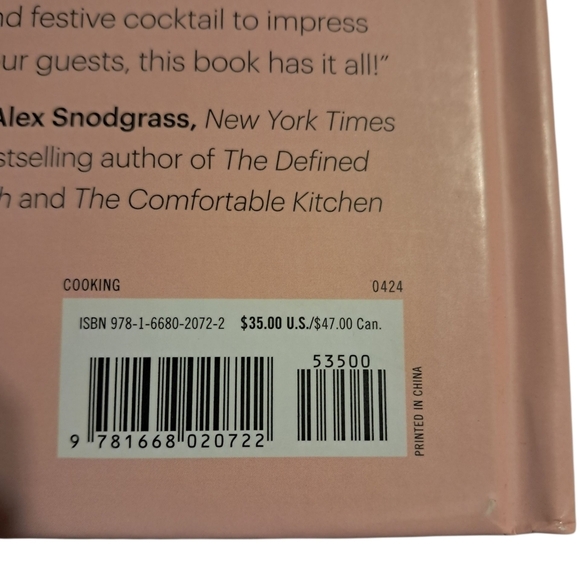 nd festive cocktail to impress
ur guests, this book has it all!”
Alex Snodgrass, New York Times
stselling author of The Defined
h and The Comfortable Kitchen
COOKING 0424
ISBN 978-1-6680-2072-2 $35.00 U.S./$47.00 Can.
53500
9 781668 020722
PRINTED IN CHINA